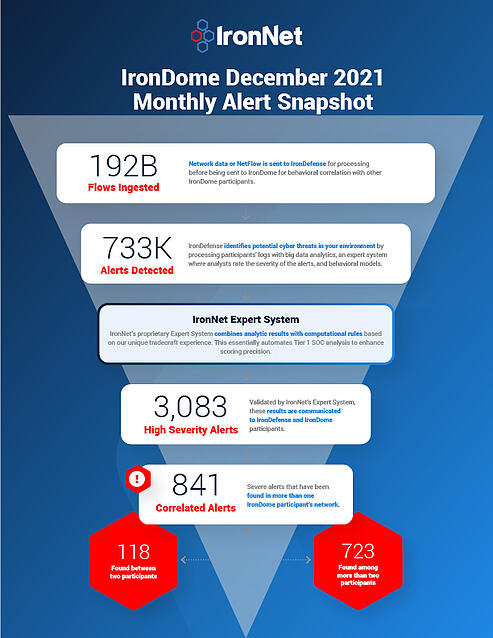 IronNet
IronDome December 2021
Monthly Alert Snapshot
192B
Flows Ingested
Network data or NetFlow is sent to IronDefense for processing
before being sent to IronDome for behavioral correlation with other
IronDome participants.
733K
Alerts Detected
IronDefense identifies potential cyber threats in your environment by
processing participants' logs with big data analytics, an expert system
where analysts rate the severity of the alerts, and behavioral models.
IronNet Expert System
IronNet's proprietary Expert System combines analytic results with computational rules based
on our unique tradecraft experience. This essentially automates Tier 1 SOC analysis to enhance
scoring precision.
3,083
High Severity Alerts
Validated by IronNet's Expert System,
these results are communicated
to IronDefense and IronDome
participants.
!
841
Correlated Alerts
Severe alerts that have been
found in more than one
IronDome participant's network.
118
Found between
two participants
723
Found among
more than two
participants